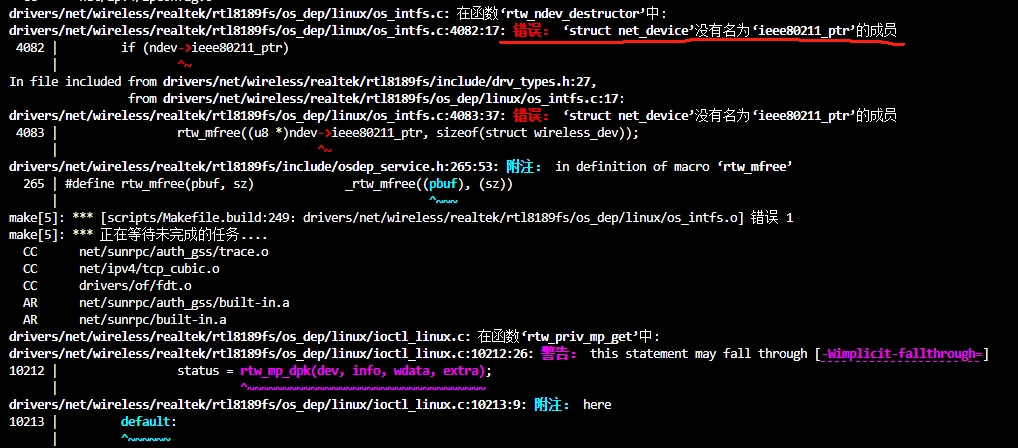 drivers/net/wireless/realtek/rtl8189fs/os_dep/linux/os_intfs.c: 在函数‘rtw_ndev_destructor’中:
drivers/net/wireless/realtek/rtl8189fs/os_dep/linux/os_intfs.c:4082:17: 错误： ‘struct net_device’没有名为‘ieee80211_ptr’的成员
4082 |         if (ndev->ieee80211_ptr)
     |                 ^~
In file included from drivers/net/wireless/realtek/rtl8189fs/include/drv_types.h:27,
                 from drivers/net/wireless/realtek/rtl8189fs/os_dep/linux/os_intfs.c:17:
drivers/net/wireless/realtek/rtl8189fs/os_dep/linux/os_intfs.c:4083:37: 错误： ‘struct net_device’没有名为‘ieee80211_ptr’的成员
4083 |                 rtw_mfree((u8 *)ndev->ieee80211_ptr, sizeof(struct wireless_dev));
     |                                     ^~
drivers/net/wireless/realtek/rtl8189fs/include/osdep_service.h:265:53: 附注： in definition of macro ‘rtw_mfree’
 265 | #define rtw_mfree(pbuf, sz)             _rtw_mfree((pbuf), (sz))
     |                                                     ^~~~
make[5]: *** [scripts/Makefile.build:249：drivers/net/wireless/realtek/rtl8189fs/os_dep/linux/os_intfs.o] 错误 1
make[5]: *** 正在等待未完成的任务....
  CC      net/sunrpc/auth_gss/trace.o
  CC      net/ipv4/tcp_cubic.o
  CC      drivers/of/fdt.o
  AR      net/sunrpc/auth_gss/built-in.a
  AR      net/sunrpc/built-in.a
drivers/net/wireless/realtek/rtl8189fs/os_dep/linux/ioctl_linux.c: 在函数‘rtw_priv_mp_get’中:
drivers/net/wireless/realtek/rtl8189fs/os_dep/linux/ioctl_linux.c:10212:26: 警告： this statement may fall through [-Wimplicit-fallthrough=]
10212 |                 status = rtw_mp_dpk(dev, info, wdata, extra);
      |                          ^~~~~~~~~~~~~~~~~~~~~~~~~~~~~~~~~~~
drivers/net/wireless/realtek/rtl8189fs/os_dep/linux/ioctl_linux.c:10213:9: 附注： here
10213 |         default:
      |         ^~~~~~~